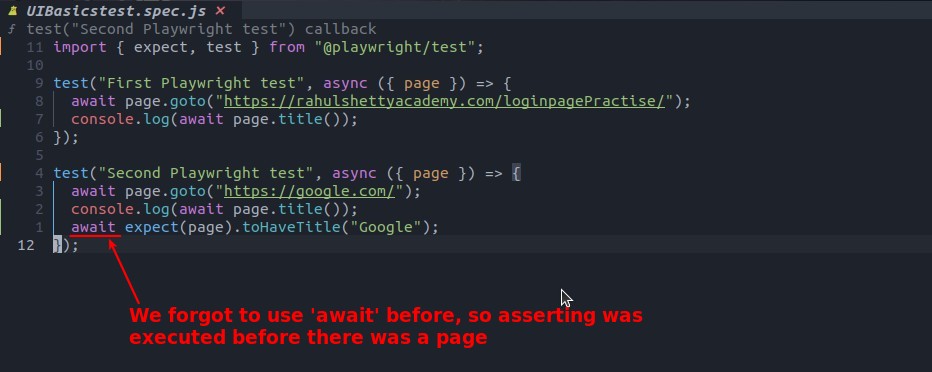 UIBasicstest.spec.js ✕
f test("Second Playwright test") callback
11 import { expect, test } from "@playwright/test";
10
9 test("First Playwright test", async ({ page }) => {
8 await page.goto("https://rahulshettyacademy.com/loginpagePractise/");
7 console.log(await page.title());
6 });
5
4 test("Second Playwright test", async ({ page }) => {
3 await page.goto("https://google.com/");
2 console.log(await page.title());
1 await expect(page).toHaveTitle("Google");
12 });
We forgot to use 'await' before, so asserting was
executed before there was a page